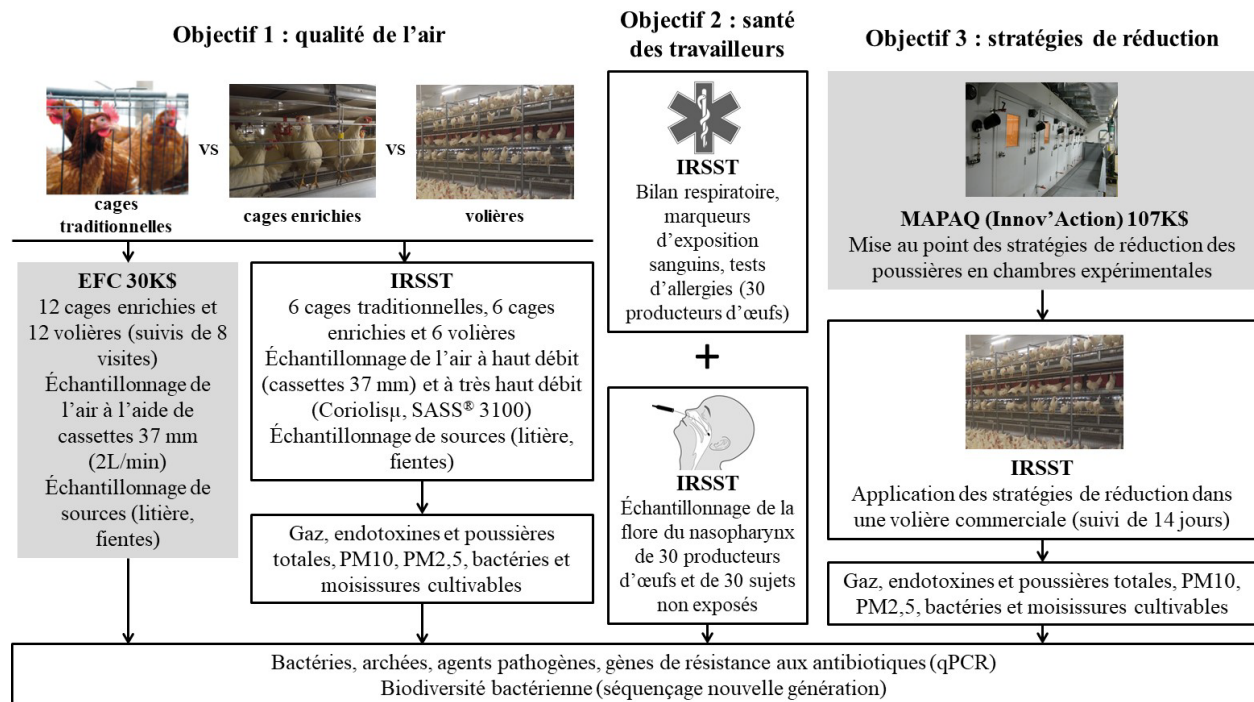 Objectif 1 : qualité de l’air
vs
vs
cages
traditionnelles
cages enrichies
volières
EFC 30K$
12 cages enrichies et
12 volières (suivis de 8
visites)
Échantillonnage de
l’air à l’aide de
cassettes 37 mm
(2L/min)
Échantillonnage de
sources (litière,
fientes)
IRSST
6 cages traditionnelles, 6 cages
enrichies et 6 volières
Échantillonnage de l’air à haut débit
(cassettes 37 mm) et à très haut débit
(Coriolisµ, SASS® 3100)
Échantillonnage de sources (litière,
fientes)
Gaz, endotoxines et poussières
totales, PM10, PM2,5, bactéries et
moisissures cultivables
Objectif 2 : santé
des travailleurs
IRSST
Bilan respiratoire,
marqueurs
d’exposition
sanguins, tests
d’allergies (30
producteurs d’œufs)
+
IRSST
Échantillonnage de la
flore du nasopharynx
de 30 producteurs
d’œufs et de 30 sujets
non exposés
Objectif 3 : stratégies de réduction
MAPAQ (Innov’Action) 107K$
Mise au point des stratégies de réduction des
poussières en chambres expérimentales
IRSST
Application des stratégies de réduction dans
une volière commerciale (suivi de 14 jours)
Gaz, endotoxines et poussières totales, PM10,
PM2,5, bactéries et moisissures cultivables
Bactéries, archées, agents pathogènes, gènes de résistance aux antibiotiques (qPCR)
Biodiversité bactérienne (séquençage nouvelle génération)